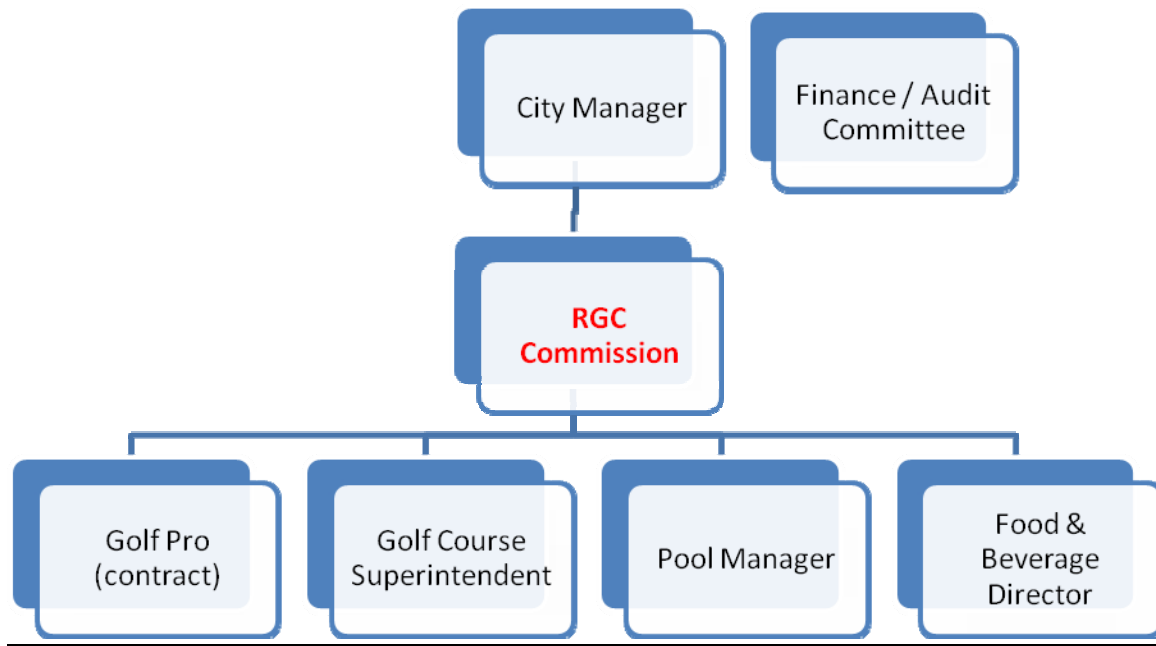 City Manager
Finance / Audit
Committee
RGC
Commission
Golf Pro
(contract)
Golf Course
Superintendent
Pool Manager
Food &
Beverage
Director